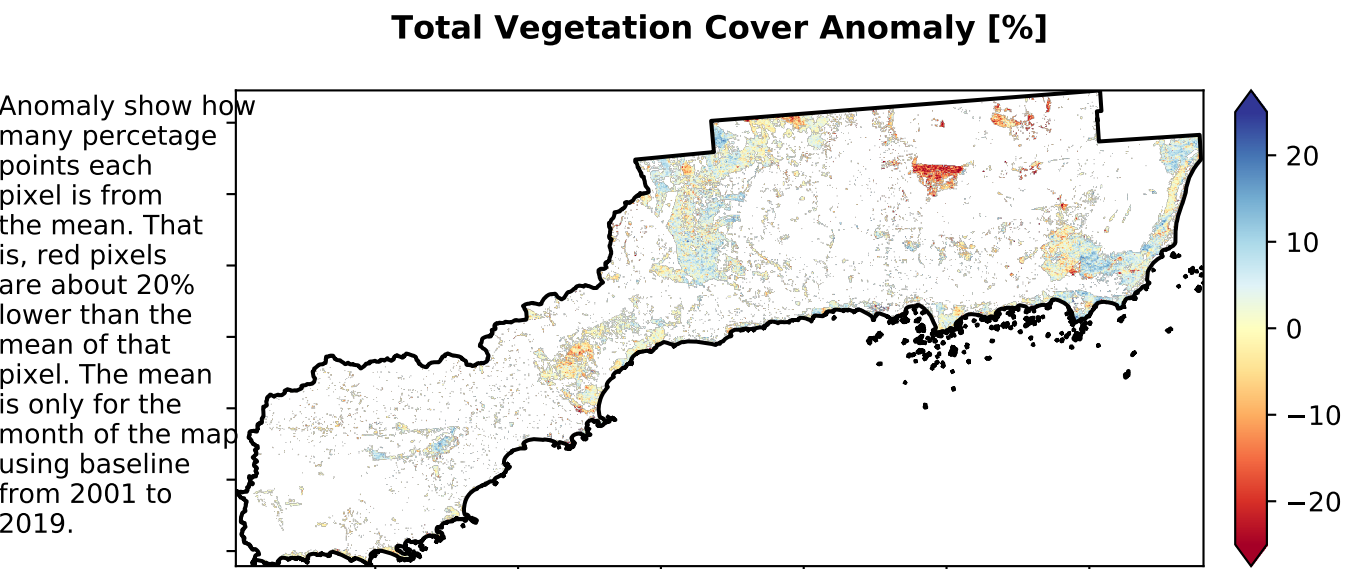 Total Vegetation Cover Anomaly [%]
Anomaly show how
many percetage
points each
pixel is from
the mean. That
is, red pixels
are about 20%
lower than the
mean of that
pixel. The mean
is only for the
month of the map
using baseline
from 2001 to
2019.
20
10
0
−10
−20